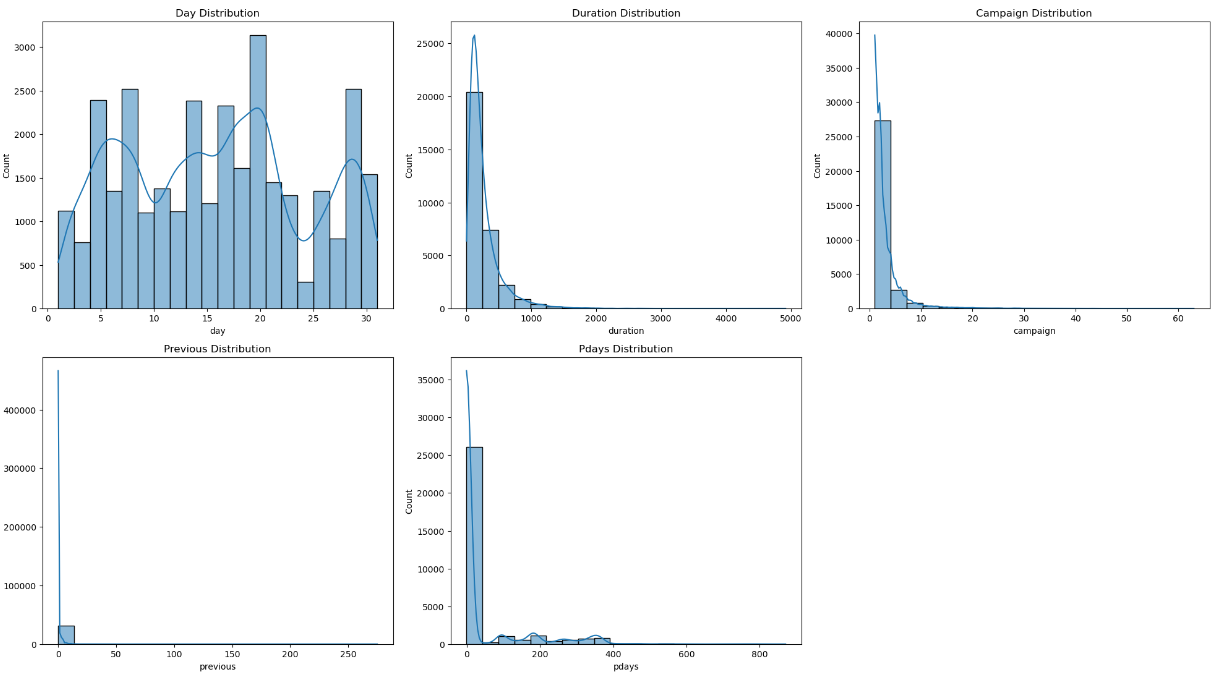 Day Distribution
Count
3000
2500
2000
1500
1000
500
0
0 5 10 15 20 25 30
day
Duration Distribution
Count
25000
20000
15000
10000
5000
0
0 1000 2000 3000 4000 5000
duration
Campaign Distribution
Count
40000
35000
30000
25000
20000
15000
10000
5000
0
0 10 20 30 40 50 60
campaign
Previous Distribution
400000
300000
200000
100000
0
0 50 100 150 200 250
previous
Pdays Distribution
Count
35000
30000
25000
20000
15000
10000
5000
0
0 200 400 600 800
pdays